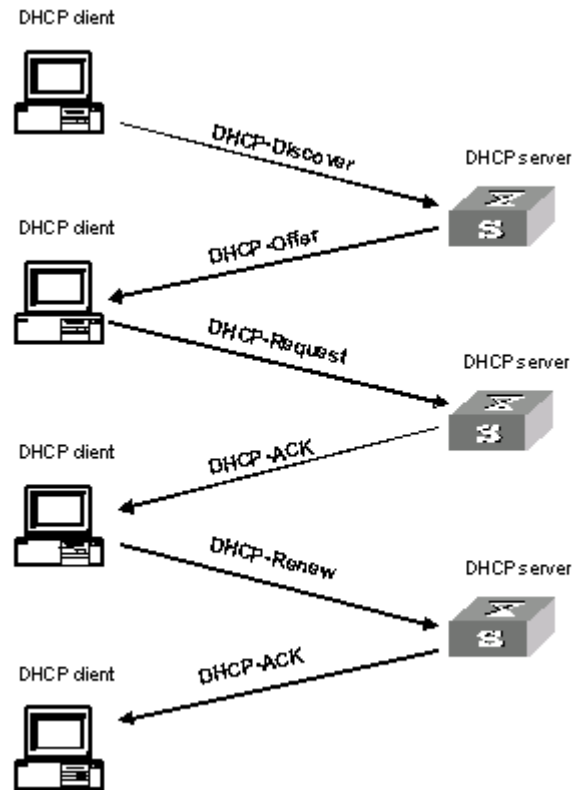 DHCP client
DHCP-Discover
DHCP server
DHCP client
DHCP-Offer
DHCP-Request
DHCP server
S
DHCP client
DHCP-ACK
DHCP-Renew
DHCP server
S
DHCP-ACK
DHCP client
S